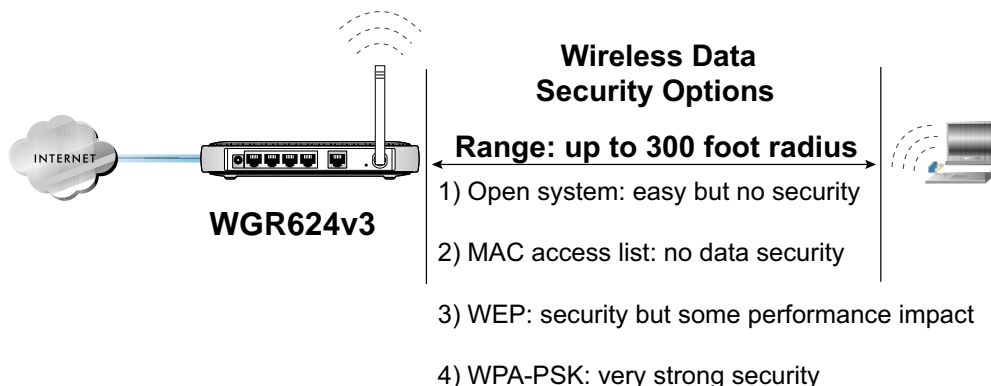 Wireless Data
Security Options
INTERNET
Range: up to 300 foot radius
WGR624v3
1) Open system: easy but no security
2) MAC access list: no data security
3) WEP: security but some performance impact
4) WPA-PSK: very strong security